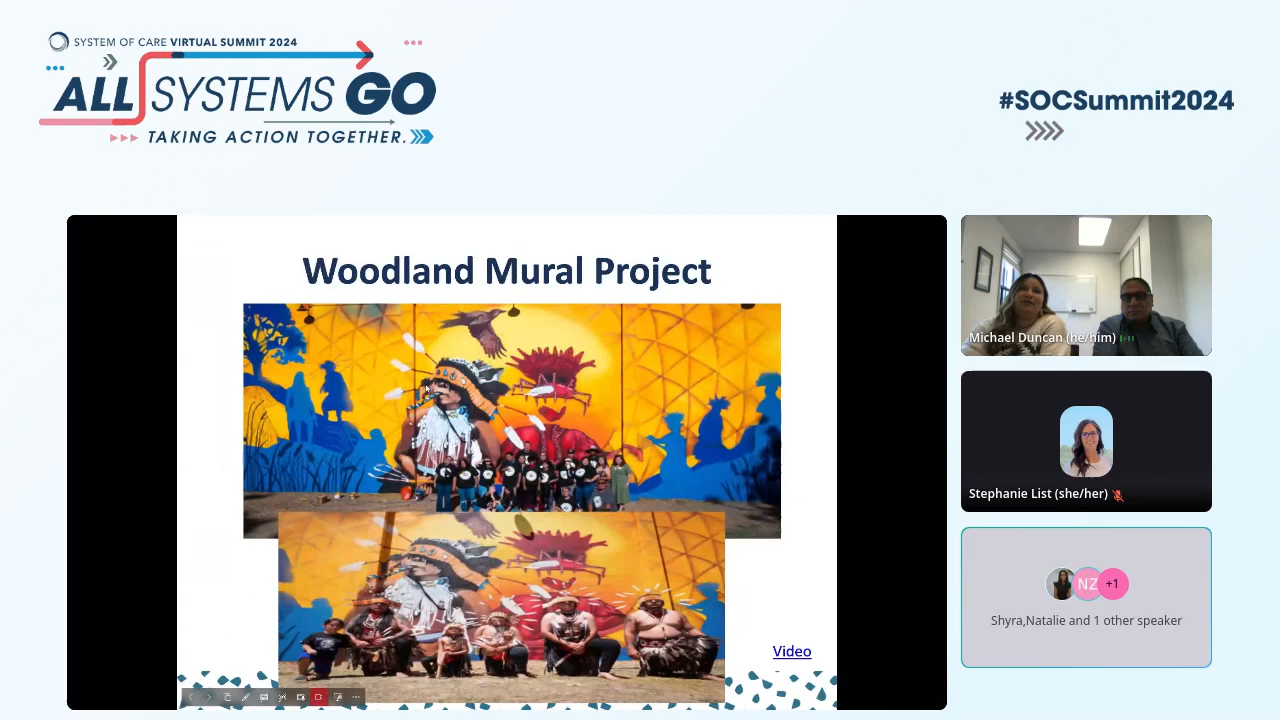 SYSTEM OF CARE VIRTUAL SUMMIT 2024
ALL SYSTEMS GO
TAKING ACTION TOGETHER.
#SOCSummit2024
Woodland Mural Project
Video
Michael Duncan (he/him)
Stephanie List (she/her)
NZ +1
Shyra,Natalie and 1 other speaker